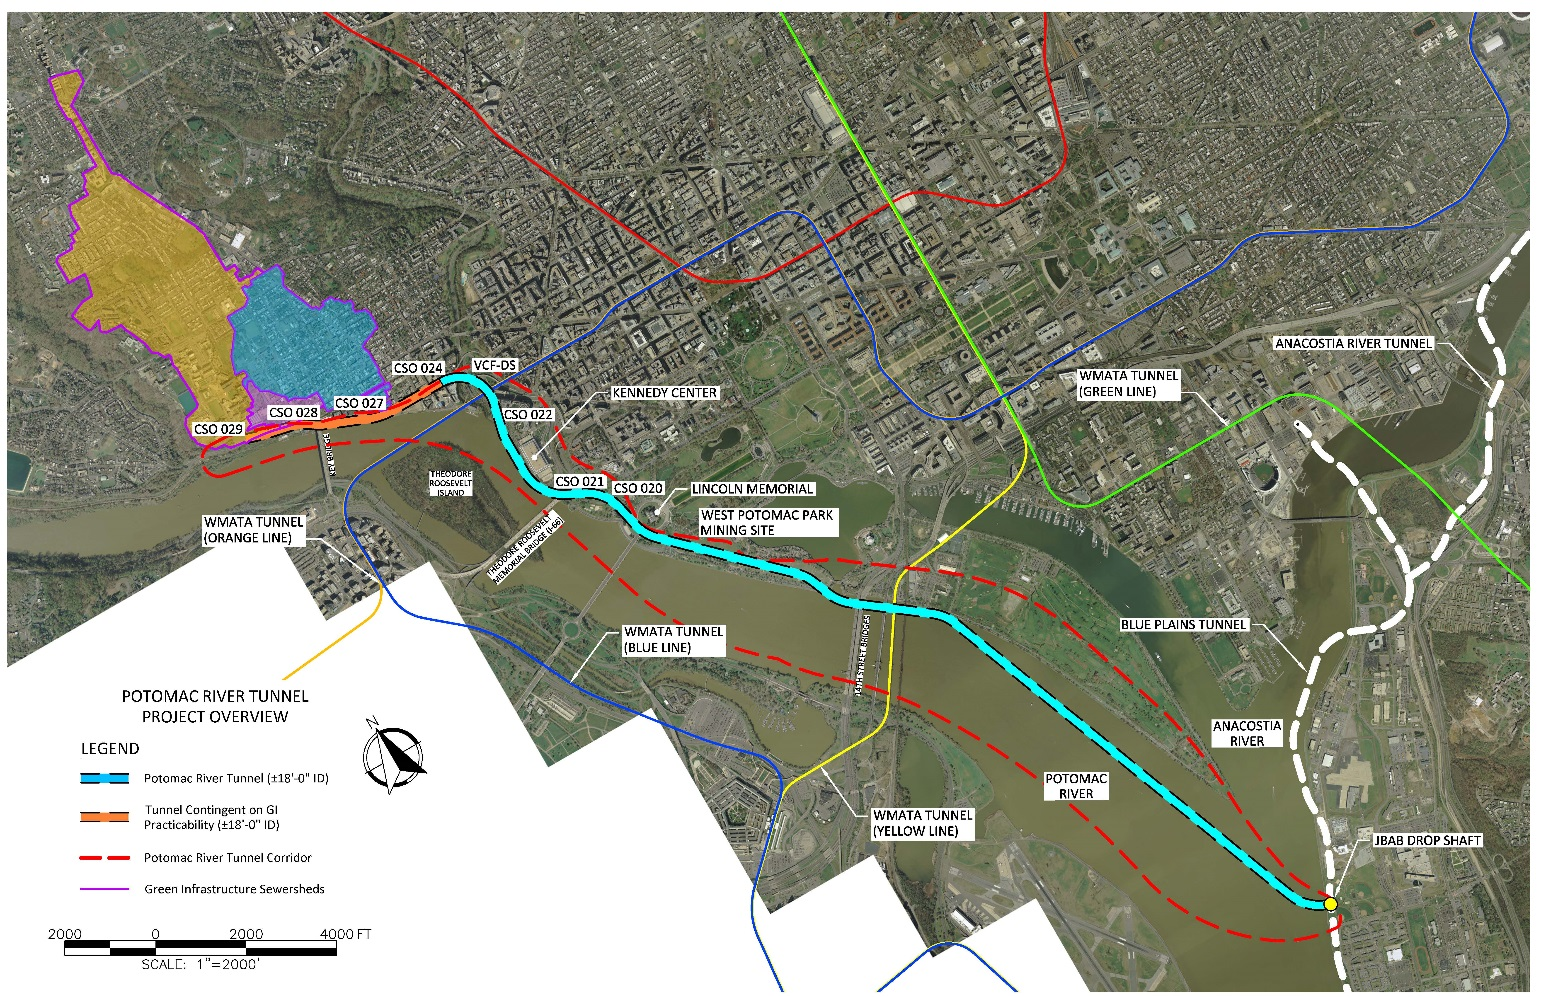 CSO 024
VCF-DS
CSO 022
KENNEDY CENTER
CSO 027
CSO 028
CSO 029
KEY BRIDGE
THEODORE
ROOSEVELT
ISLAND
CSO 021
CSO 020
LINCOLN MEMORIAL
WEST POTOMAC PARK
MINING SITE
WMATA TUNNEL
(ORANGE LINE)
THEODORE ROOSEVELT
MEMORIAL BRIDGE (I-66)
WMATA TUNNEL
(BLUE LINE)
14TH STREET BRIDGES
WMATA TUNNEL
(GREEN LINE)
ANACOSTIA RIVER TUNNEL
BLUE PLAINS TUNNEL
ANACOSTIA
RIVER
POTOMAC
RIVER
WMATA TUNNEL
(YELLOW LINE)
JBAB DROP SHAFT
POTOMAC RIVER TUNNEL
PROJECT OVERVIEW
N
LEGEND
Potomac River Tunnel (±18'-0" ID)
Tunnel Contingent on GI
Practicability (±18'-0" ID)
Potomac River Tunnel Corridor
Green Infrastructure Sewersheds
2000 0 2000 4000 FT
SCALE: 1"=2000'